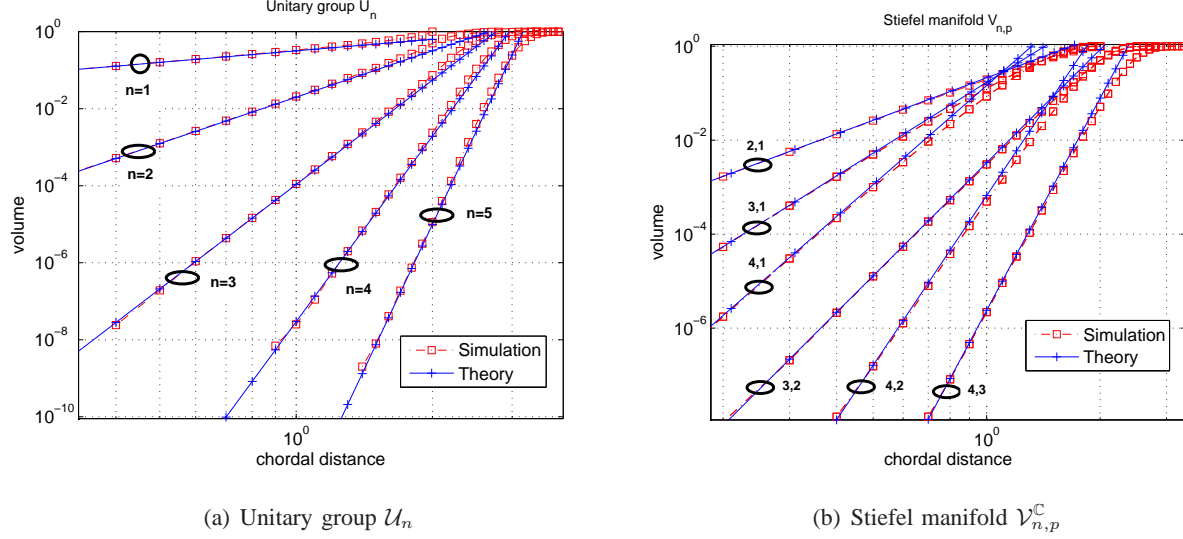 Unitary group U_n
10^0
10^-2
10^-4
10^-6
10^-8
10^-10
volume
n=1
n=2
n=3
n=4
n=5
Simulation
Theory
10^0
chordal distance
(a) Unitary group 𝒰_n
Stiefel manifold V_{n,p}
10^0
10^-2
10^-4
10^-6
volume
2,1
3,1
4,1
3,2
4,2
4,3
Simulation
Theory
10^0
chordal distance
(b) Stiefel manifold 𝒱^ℂ_{n,p}